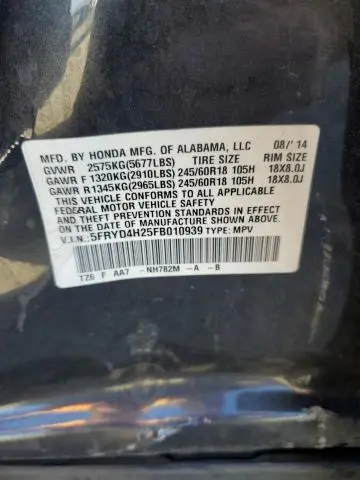 MFD. BY HONDA MFG. OF ALABAMA, LLC 08/'14
GVWR 2575KG(5677LBS) TIRE SIZE RIM SIZE
GAWR F 1320KG(2910LBS) 245/60R18 105H 18X8.0J
GAWR R1345KG(2965LBS) 245/60R18 105H 18X8.0J
THIS VEHICLE CONFORMS TO ALL APPLICABLE
FEDERAL MOTOR VEHICLE SAFETY
AND THEFT PREVENTION STANDARDS IN EFFECT ON THE DATE OF
MANUFACTURE SHOWN ABOVE.
V.I.N.:5FRYD4H25FB010939 TYPE: MPV
TZ6 F AA7 -NH782M -A -B